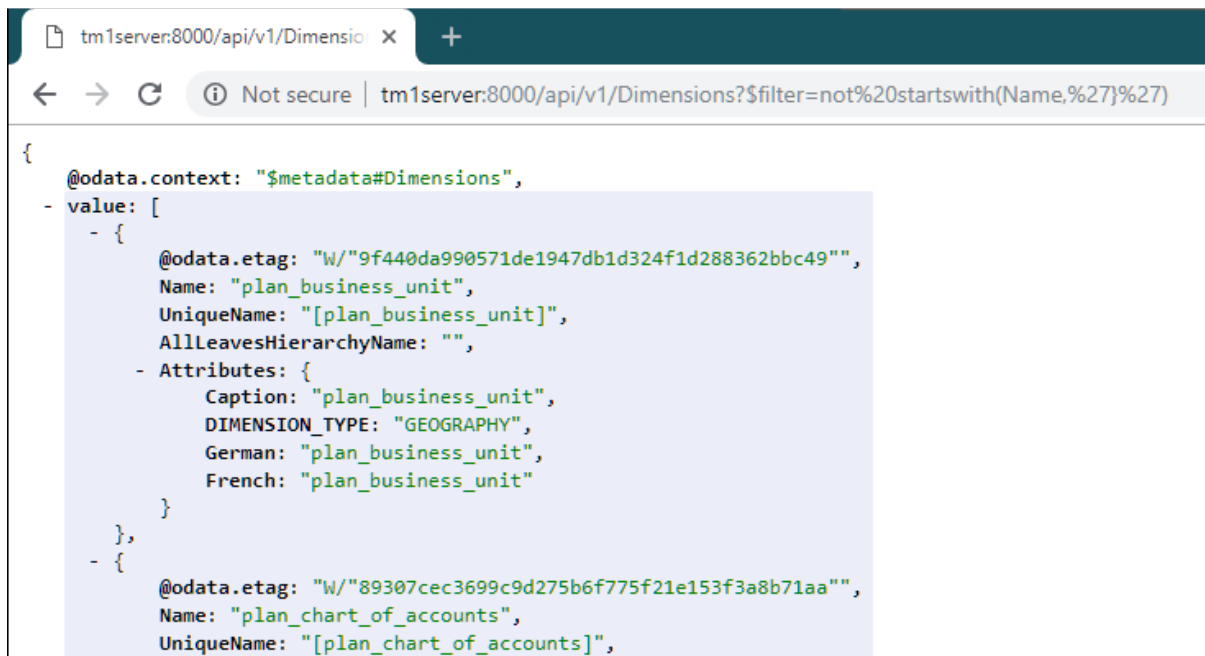 tm1server:8000/api/v1/Dimensio
Not secure | tm1server:8000/api/v1/Dimensions?$filter=not%20startswith(Name,%27}%27)
{
@odata.context: "$metadata#Dimensions",
- value: [
- {
@odata.etag: "W/"9f440da990571de1947db1d324f1d288362bbc49"",
Name: "plan_business_unit",
UniqueName: "[plan_business_unit]",
AllLeavesHierarchyName: "",
- Attributes: {
Caption: "plan_business_unit",
DIMENSION_TYPE: "GEOGRAPHY",
German: "plan_business_unit",
French: "plan_business_unit"
}
},
- {
@odata.etag: "W/"89307cec3699c9d275b6f775f21e153f3a8b71aa"",
Name: "plan_chart_of_accounts",
UniqueName: "[plan_chart_of_accounts]",